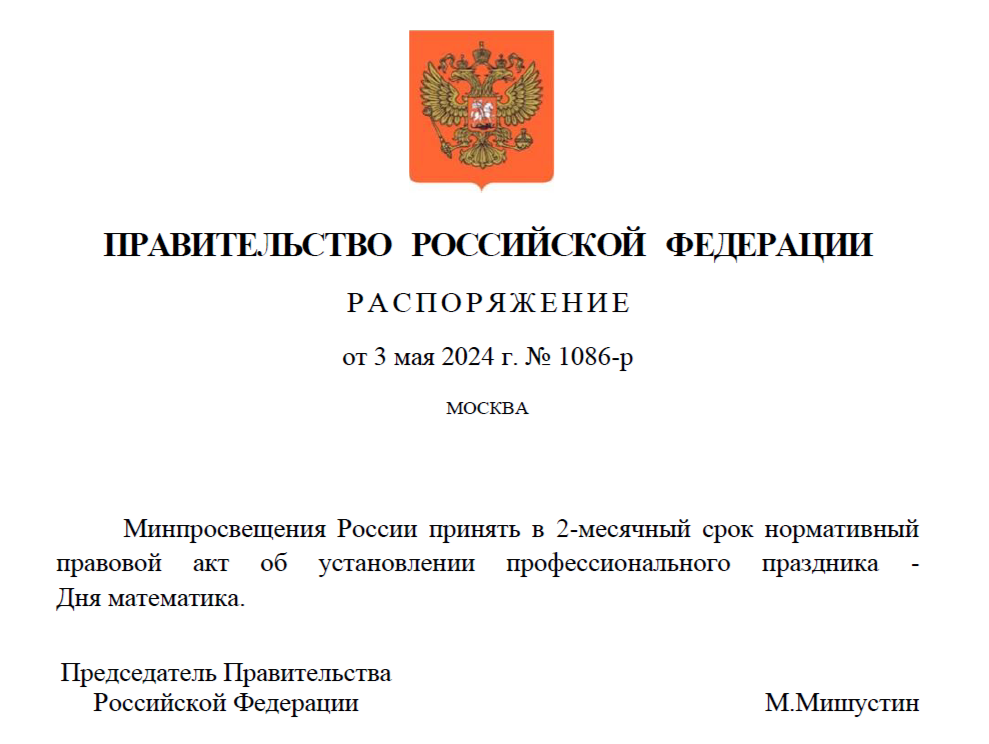 ПРАВИТЕЛЬСТВО РОССИЙСКОЙ ФЕДЕРАЦИИ
РАСПОРЯЖЕНИЕ
от 3 мая 2024 г. № 1086-р
МОСКВА
Минпросвещения России принять в 2-месячный срок нормативный
правовой акт об установлении профессионального праздника -
Дня математика.
Председатель Правительства
Российской Федерации М.Мишустин